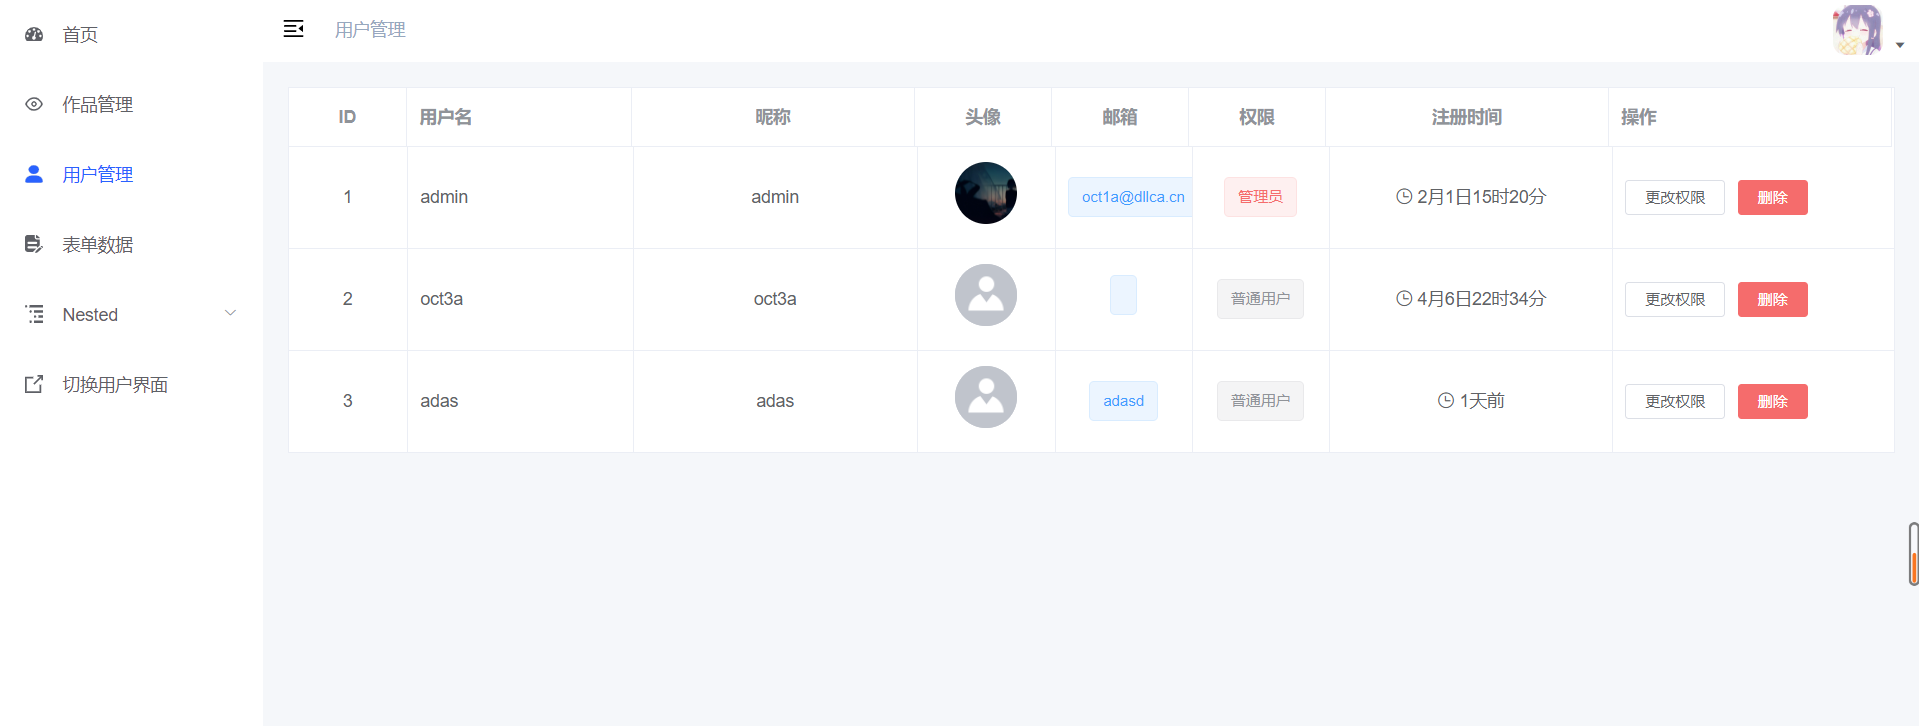 首页
作品管理
用户管理
表单数据
Nested
切换用户界面
用户管理
ID 用户名 昵称 头像 邮箱 权限 注册时间 操作
1 admin admin oct1a@dllca.cn 管理员 2月1日15时20分 更改权限 删除
2 oct3a oct3a 普通用户 4月6日22时34分 更改权限 删除
3 adas adas adasd 普通用户 1天前 更改权限 删除